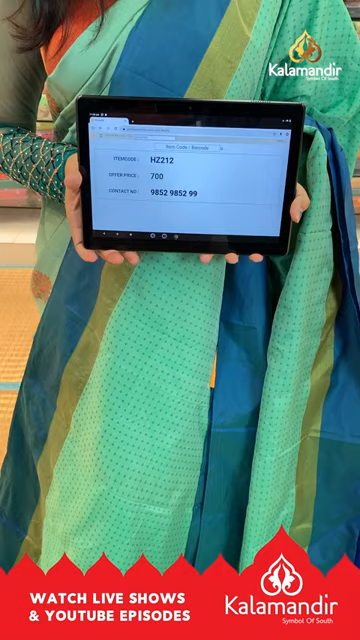 Kalamandir
Symbol Of South
Item Code / Barcode
ITEMCODE : HZ212
OFFER PRICE : 700
CONTACT NO : 9852 9852 99
WATCH LIVE SHOWS
& YOUTUBE EPISODES
Kalamandir
Symbol Of South